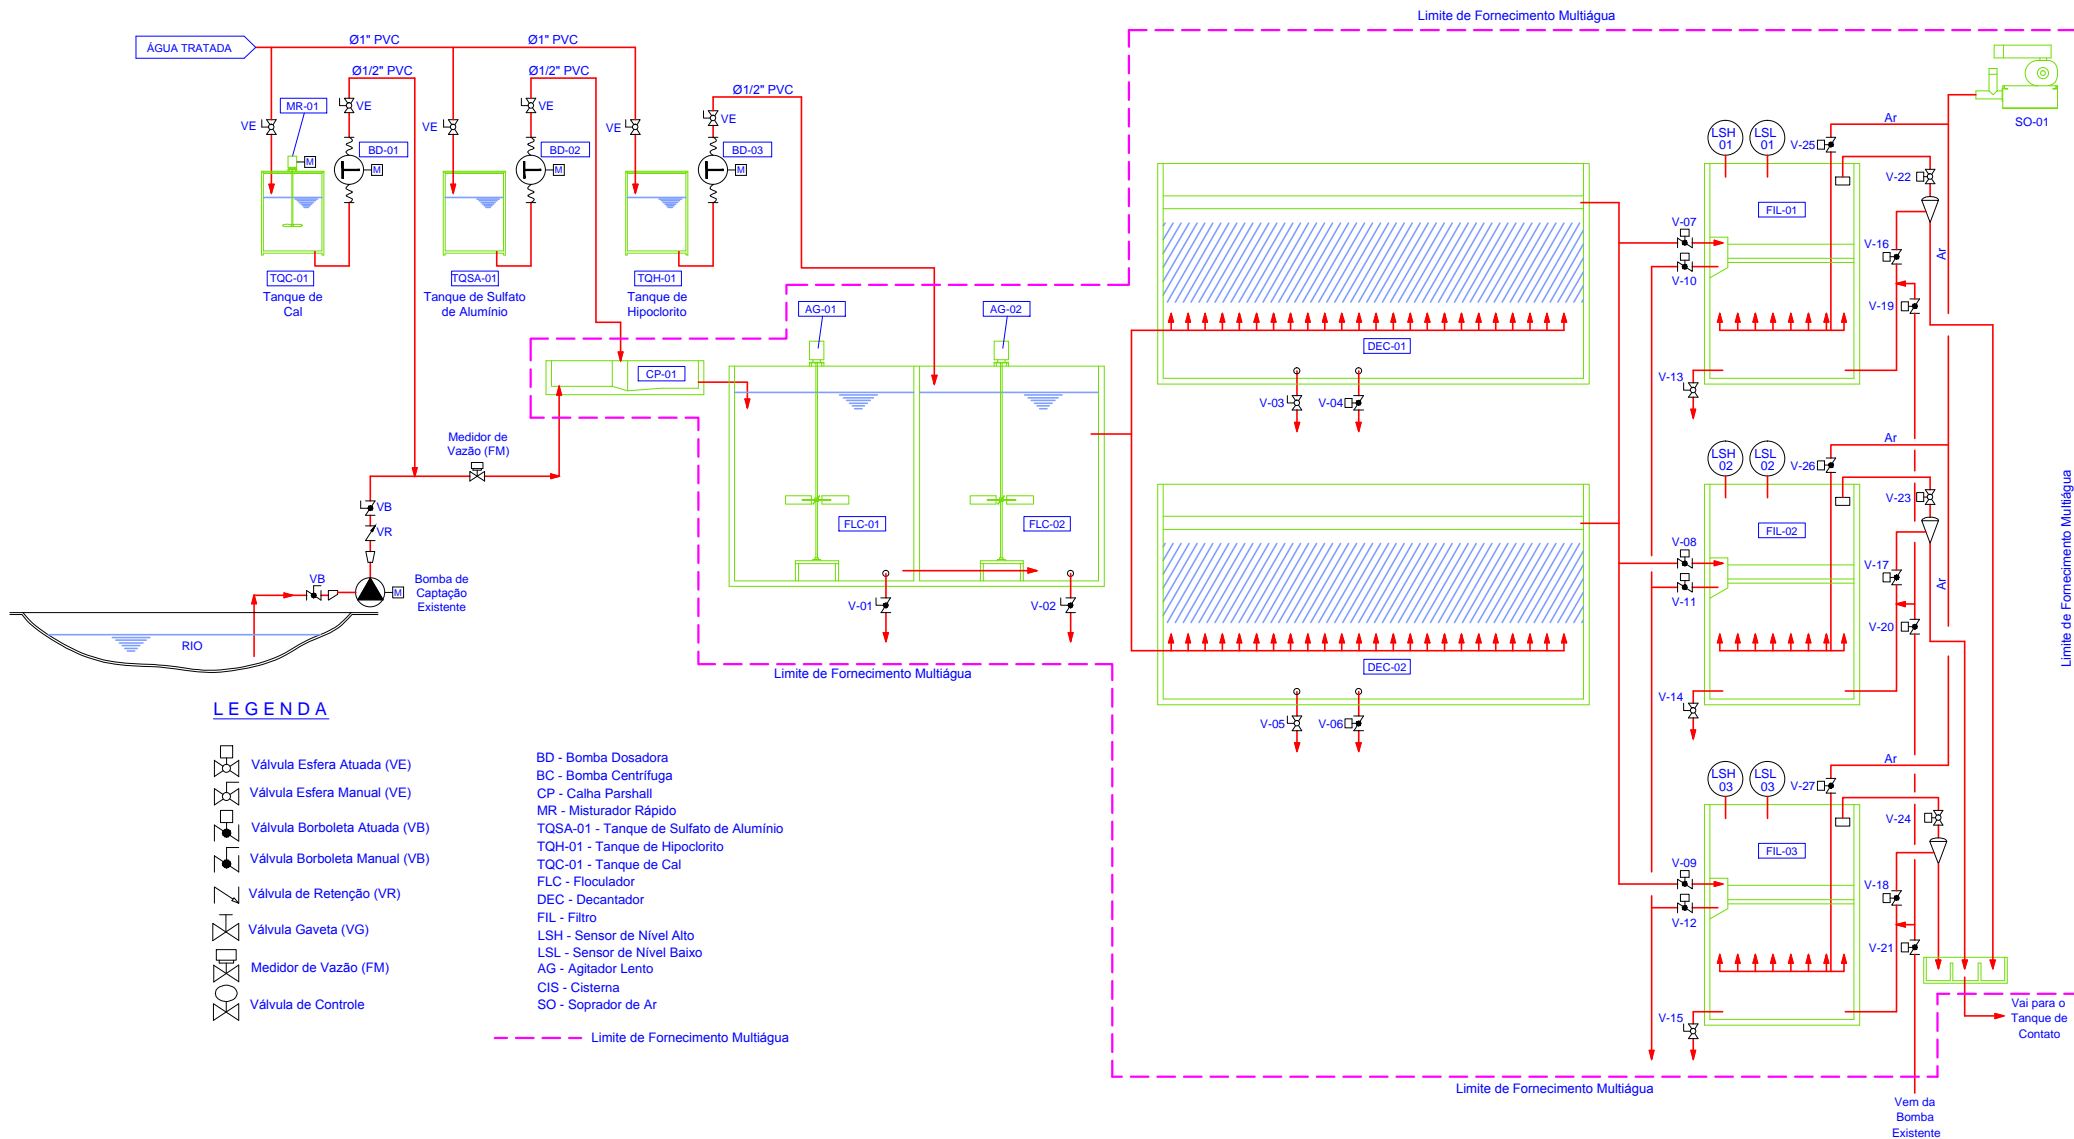 Limite de Fornecimento Multiágua
ÁGUA TRATADA
Ø1" PVC
Ø1" PVC
Ø1/2" PVC
Ø1/2" PVC
Ø1/2" PVC
MR-01
VE
VE
VE
VE
VE
VE
BD-01
BD-02
BD-03
M
M
M
M
TQC-01
Tanque de
Cal
TQSA-01
Tanque de Sulfato
de Alumínio
TQH-01
Tanque de
Hipoclorito
CP-01
Medidor de
Vazão (FM)
VB
VR
VB
M
Bomba de
Captação
Existente
RIO
AG-01
AG-02
FLC-01
FLC-02
V-01
V-02
Limite de Fornecimento Multiágua
DEC-01
V-03
V-04
DEC-02
V-05
V-06
SO-01
LSH
01
LSL
01
V-25
Ar
V-22
FIL-01
V-07
V-10
V-16
Ar
V-19
V-13
LSH
02
LSL
02
V-26
Ar
V-23
FIL-02
V-08
V-11
V-17
Ar
V-20
V-14
LSH
03
LSL
03
V-27
Ar
V-24
FIL-03
V-09
V-12
V-18
V-21
V-15
Limite de Fornecimento Multiágua
Vai para o
Tanque de
Contato
Limite de Fornecimento Multiágua
Vem da
Bomba
Existente
LEGENDA
Válvula Esfera Atuada (VE)
Válvula Esfera Manual (VE)
Válvula Borboleta Atuada (VB)
Válvula Borboleta Manual (VB)
Válvula de Retenção (VR)
Válvula Gaveta (VG)
Medidor de Vazão (FM)
Válvula de Controle
BD - Bomba Dosadora
BC - Bomba Centrífuga
CP - Calha Parshall
MR - Misturador Rápido
TQSA-01 - Tanque de Sulfato de Alumínio
TQH-01 - Tanque de Hipoclorito
TQC-01 - Tanque de Cal
FLC - Floculador
DEC - Decantador
FIL - Filtro
LSH - Sensor de Nível Alto
LSL - Sensor de Nível Baixo
AG - Agitador Lento
CIS - Cisterna
SO - Soprador de Ar
Limite de Fornecimento Multiágua